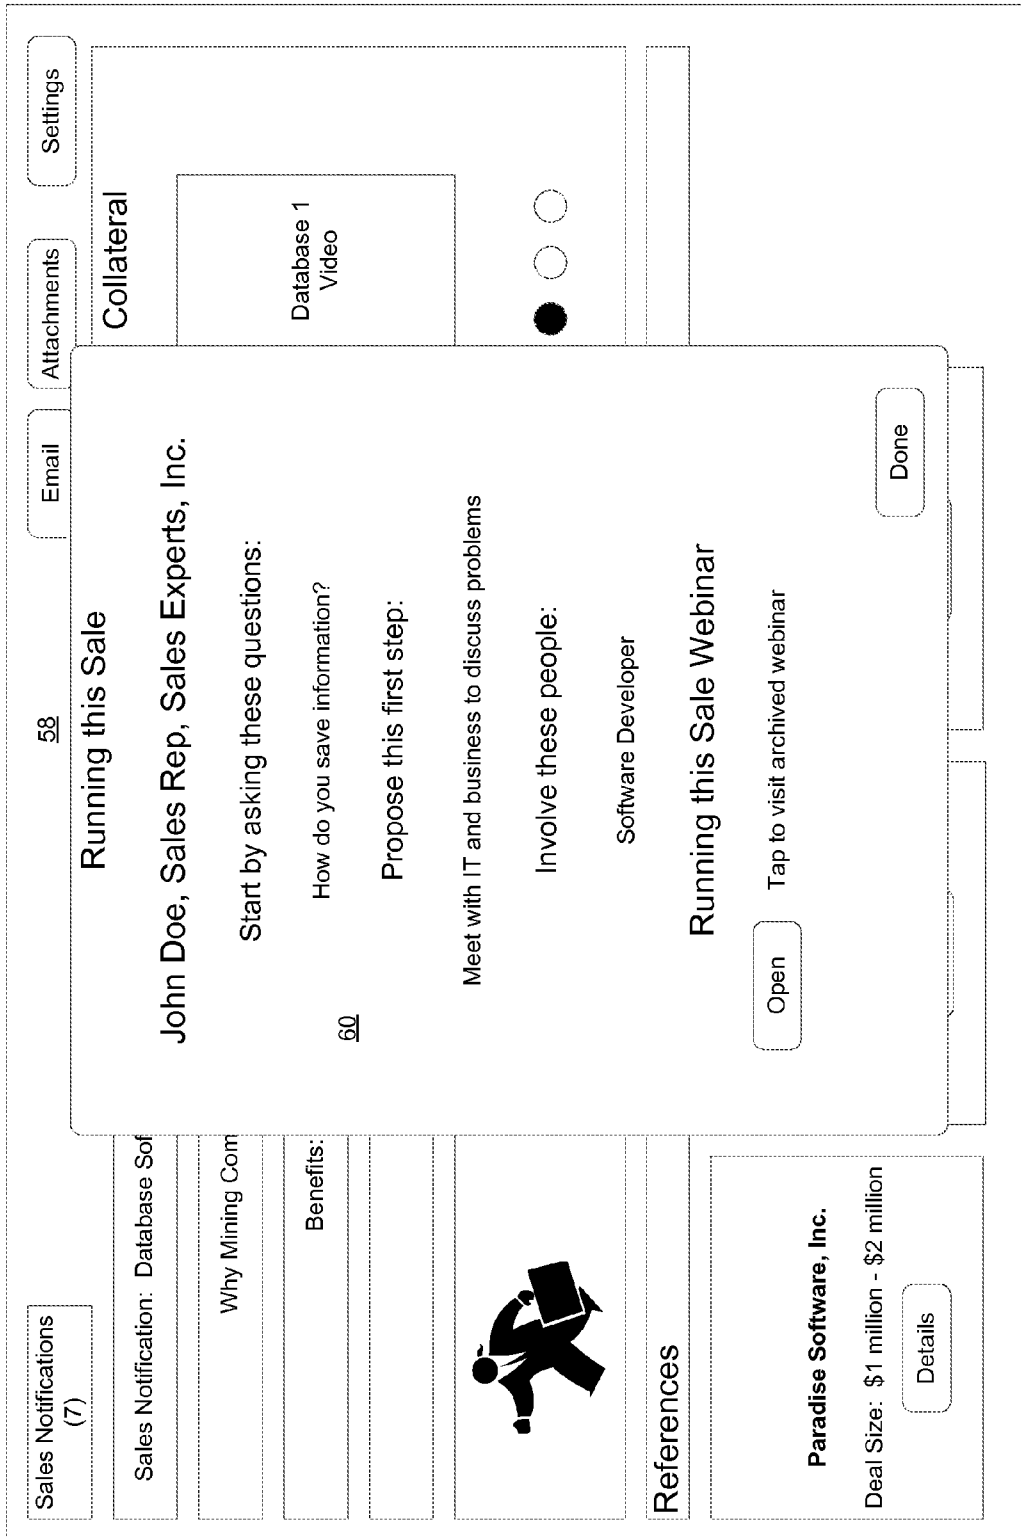 Sales Notifications
(7)
58
Email
Attachments
Settings
Sales Notification: Database Sof
Why Mining Com
Benefits:
Collateral
Database 1
Video
Running this Sale
John Doe, Sales Rep, Sales Experts, Inc.
Start by asking these questions:
How do you save information?
60
Propose this first step:
Meet with IT and business to discuss problems
Involve these people:
Software Developer
Running this Sale Webinar
Open
Tap to visit archived webinar
Done
References
Paradise Software, Inc.
Deal Size: $1 million - $2 million
Details